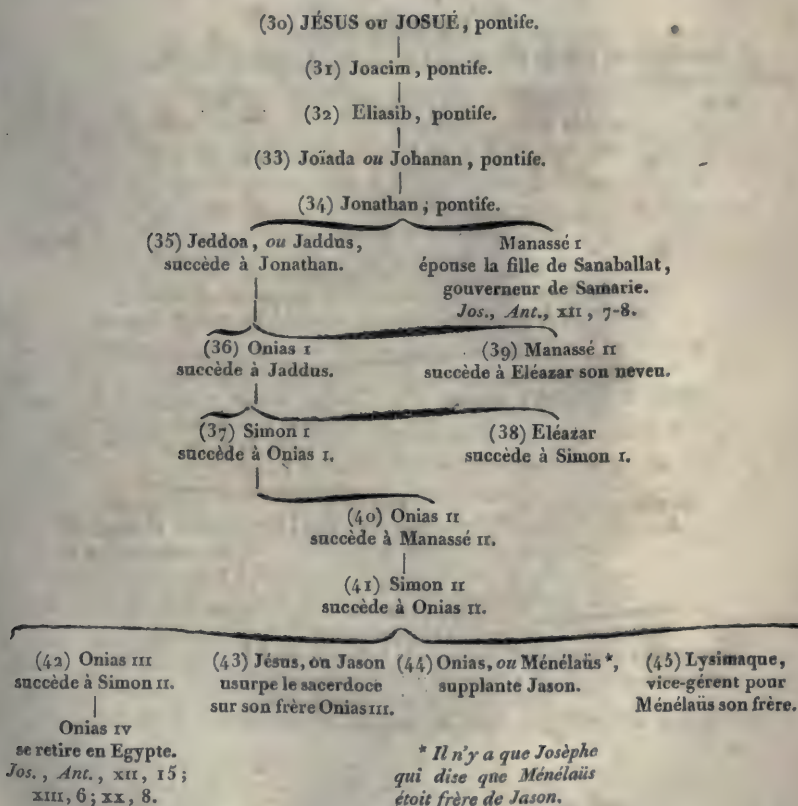 (30) JÉSUS ou JOSUÉ, pontife.
(31) Joacim, pontife.
(32) Eliasib, pontife.
(33) Joïada ou Johanan, pontife.
(34) Jonathan; pontife.
(35) Jeddoa, ou Jaddus,
succède à Jonathan.
Manassé I
épouse la fille de Sanaballat,
gouverneur de Samarie.
Jos., Ant., XII, 7-8.
(36) Onias I
succède à Jaddus.
(39) Manassé II
succède à Eléazar son neveu.
(37) Simon I
succède à Onias I.
(38) Eléazar
succède à Simon I.
(40) Onias II
succède à Manassé II.
(41) Simon II
succède à Onias II.
(42) Onias III
succède à Simon II.
Onias IV
se retire en Egypte.
Jos., Ant., XII, 15;
XIII, 6; XX, 8.
(43) Jésus, ou Jason
usurpe le sacerdoce
sur son frère Onias III.
(44) Onias, ou Ménélaüs *,
supplante Jason.
(45) Lysimaque,
vice-gérent pour
Ménélaüs son frère.
* Il n'y a que Josèphe
qui dise que Ménélaüs
étoit frère de Jason.